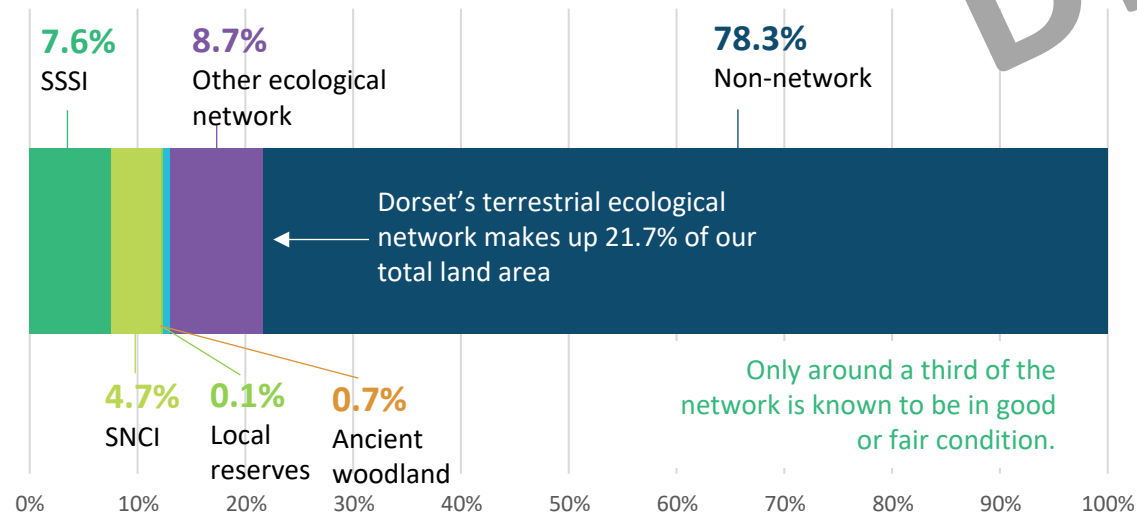 7.6%
SSSI
8.7%
Other ecological
network
78.3%
Non-network
Dorset’s terrestrial ecological
network makes up 21.7% of our
total land area
4.7%
SNCI
0.1%
Local
reserves
0.7%
Ancient
woodland
Only around a third of the
network is known to be in good
or fair condition.
0% 10% 20% 30% 40% 50% 60% 70% 80% 90% 100%